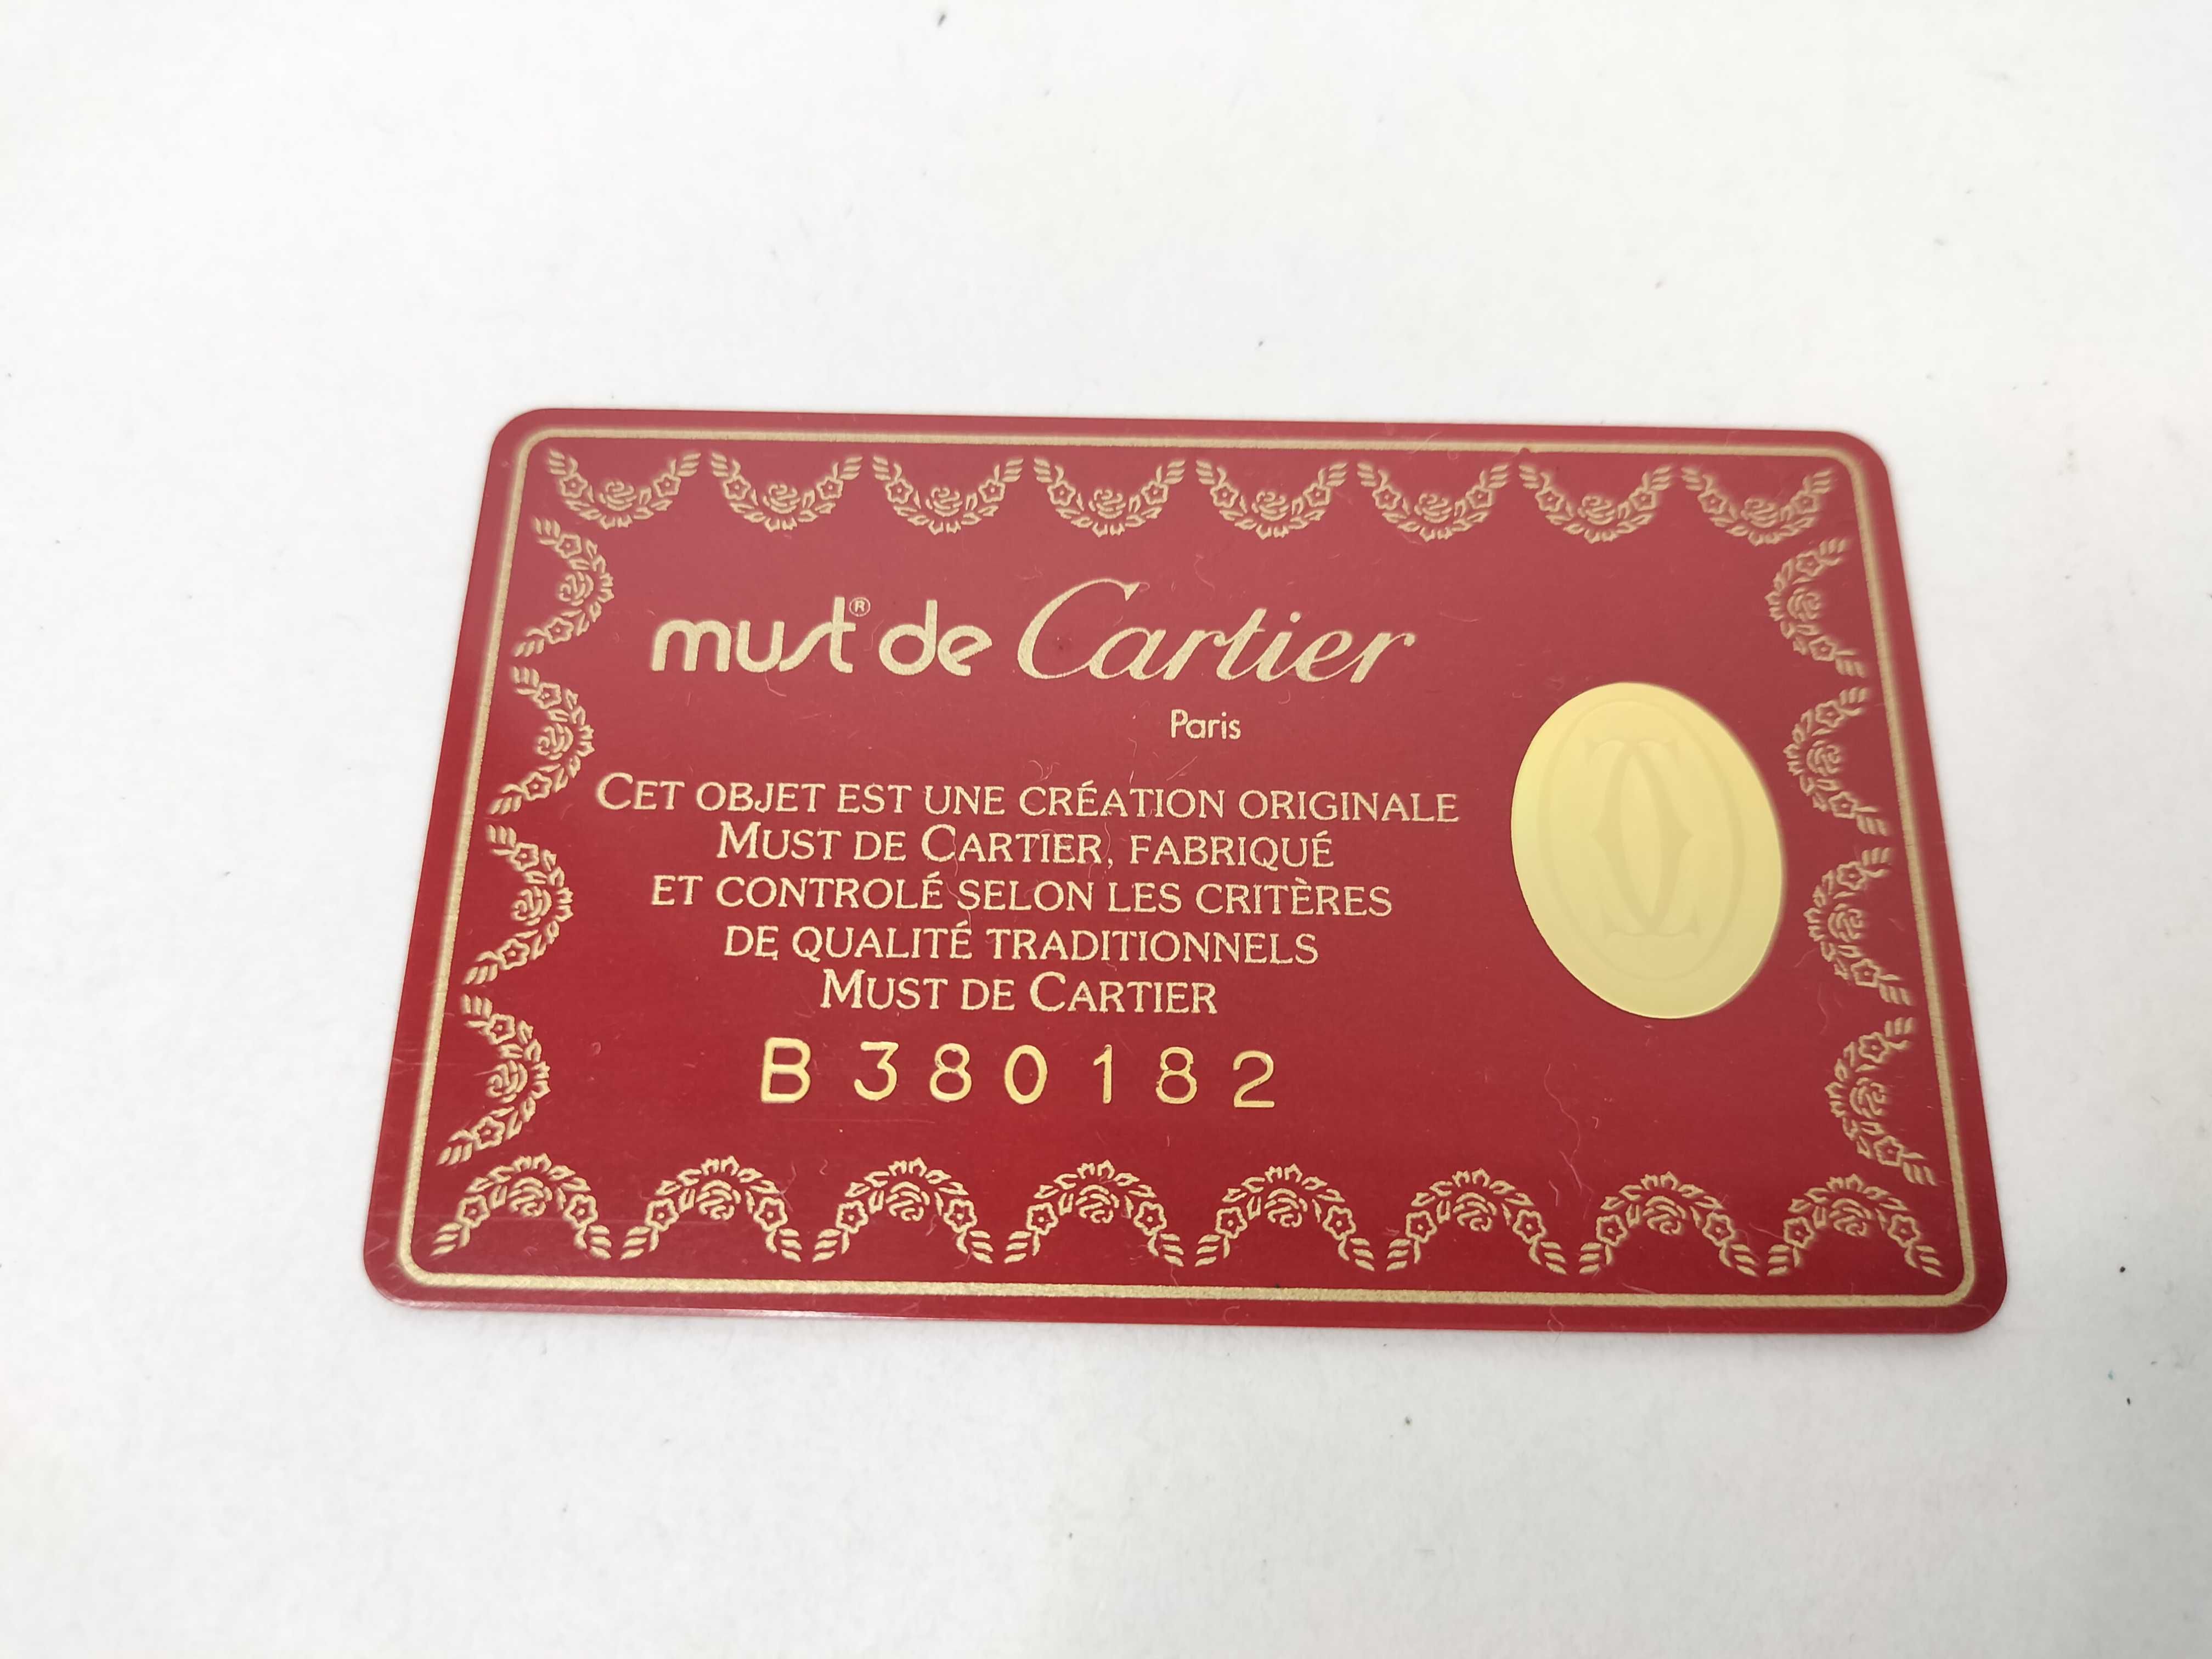 must® de Cartier
Paris
CET OBJET EST UNE CRÉATION ORIGINALE
MUST DE CARTIER, FABRIQUÉ
ET CONTROLÉ SELON LES CRITÈRES
DE QUALITÉ TRADITIONNELS
MUST DE CARTIER
B 380182